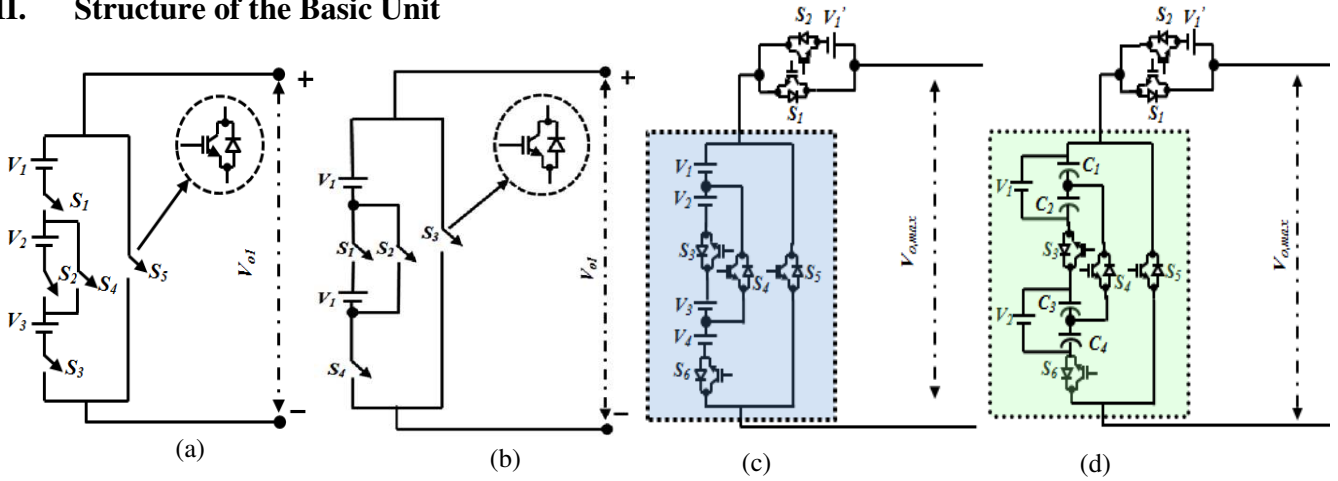 II. Structure of the Basic Unit
+
V1
S1
V2
S2
S4
S5
V3
S3
Vo1
–
(a)
+
V1
S1
S2
S3
V1
S4
Vo1
–
(b)
S2
V1'
S1
V1
V2
S3
S4
S5
V3
V4
S6
Vo,max
(c)
S2
V1'
S1
C1
V1
C2
S3
S4
S5
V2
C3
C4
S6
Vo,max
(d)